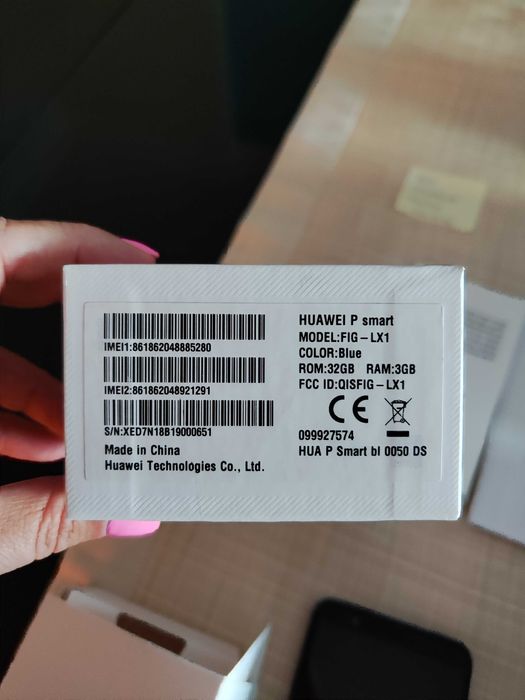 IMEI1:861862048885280
IMEI2:861862048921291
S/N:XED7N18B19000651
Made in China
Huawei Technologies Co., Ltd.
HUAWEI P smart
MODEL:FIG-LX1
COLOR:Blue
ROM:32GB RAM:3GB
FCC ID:QISFIG-LX1
CE
099927574
HUA P Smart bl 0050 DS